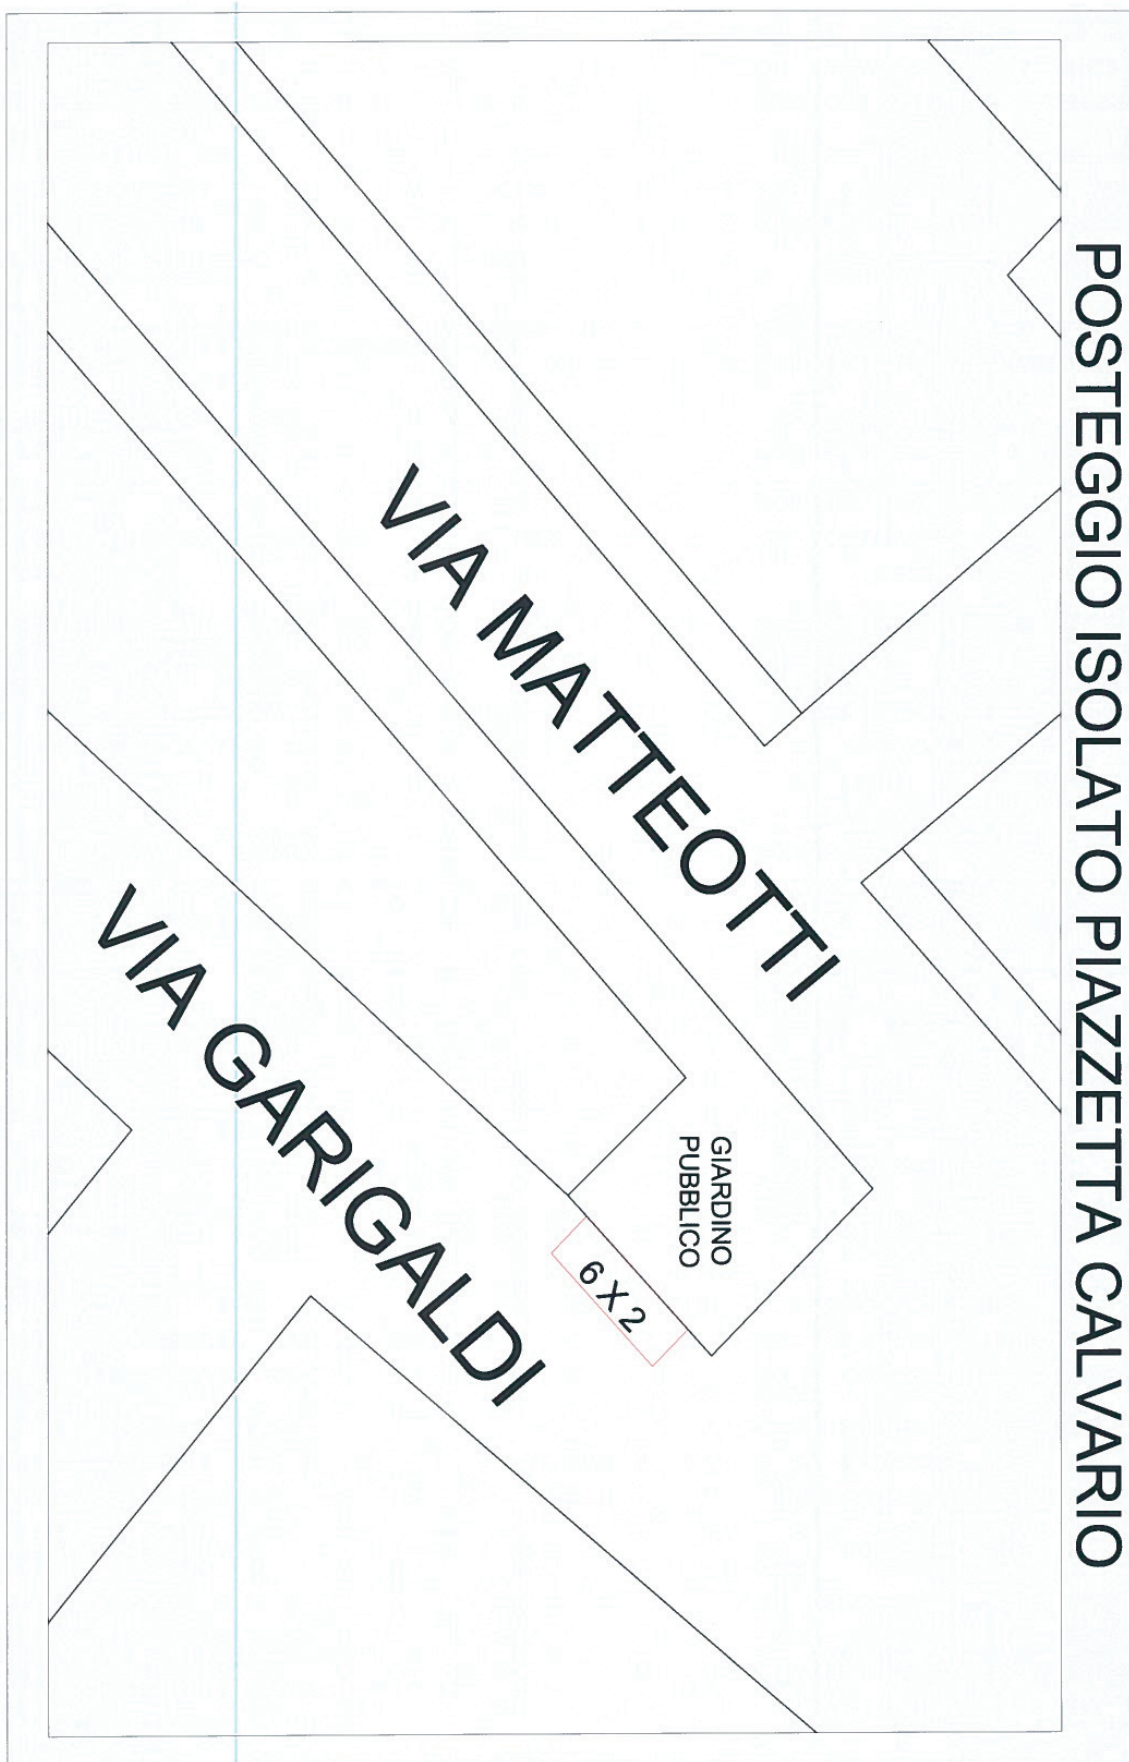 POSTEGGIO ISOLATO PIAZZETTA CALVARIO
VIA MATTEOTTI
GIARDINO
PUBBLICO
6 X 2
VIA GARIGALDI